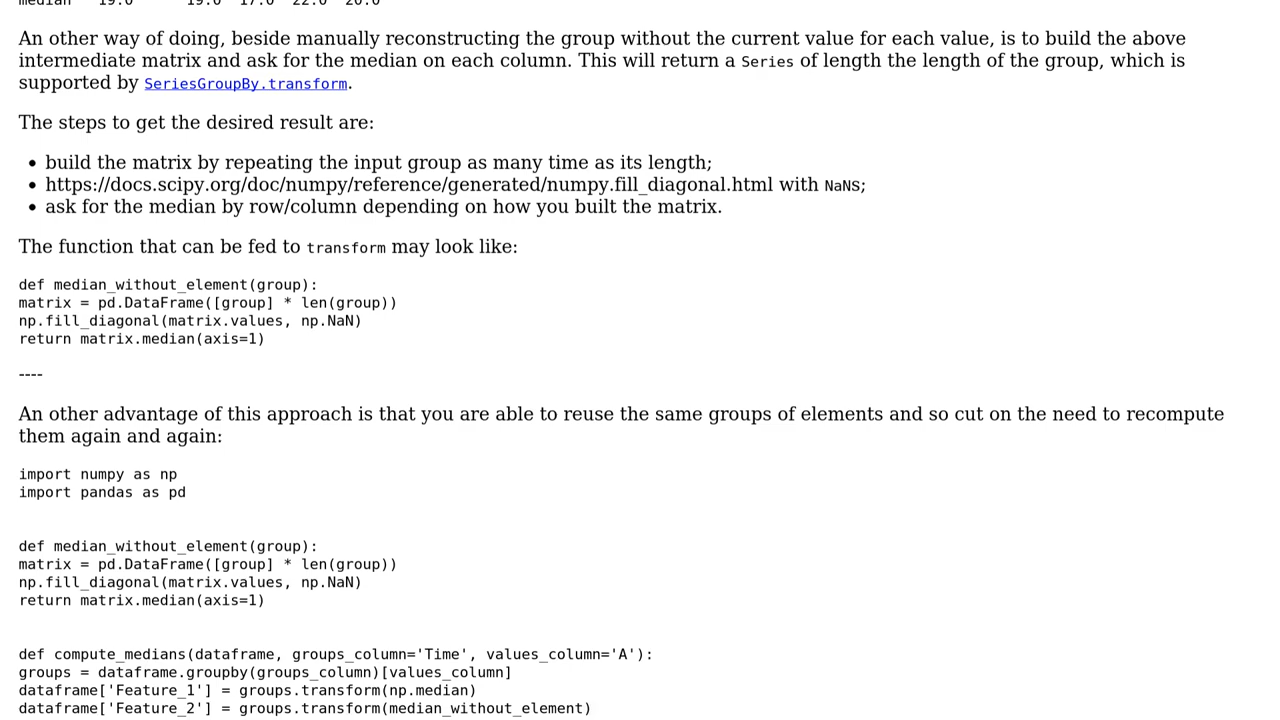 median 19.0 19.0 17.0 22.0 20.0
An other way of doing, beside manually reconstructing the group without the current value for each value, is to build the above
intermediate matrix and ask for the median on each column. This will return a Series of length the length of the group, which is
supported by SeriesGroupBy.transform.
The steps to get the desired result are:
• build the matrix by repeating the input group as many time as its length;
• https://docs.scipy.org/doc/numpy/reference/generated/numpy.fill_diagonal.html with NaNs;
• ask for the median by row/column depending on how you built the matrix.
The function that can be fed to transform may look like:
def median_without_element(group):
matrix = pd.DataFrame([group] * len(group))
np.fill_diagonal(matrix.values, np.NaN)
return matrix.median(axis=1)
----
An other advantage of this approach is that you are able to reuse the same groups of elements and so cut on the need to recompute
them again and again:
import numpy as np
import pandas as pd
def median_without_element(group):
matrix = pd.DataFrame([group] * len(group))
np.fill_diagonal(matrix.values, np.NaN)
return matrix.median(axis=1)
def compute_medians(dataframe, groups_column='Time', values_column='A'):
groups = dataframe.groupby(groups_column)[values_column]
dataframe['Feature_1'] = groups.transform(np.median)
dataframe['Feature_2'] = groups.transform(median_without_element)